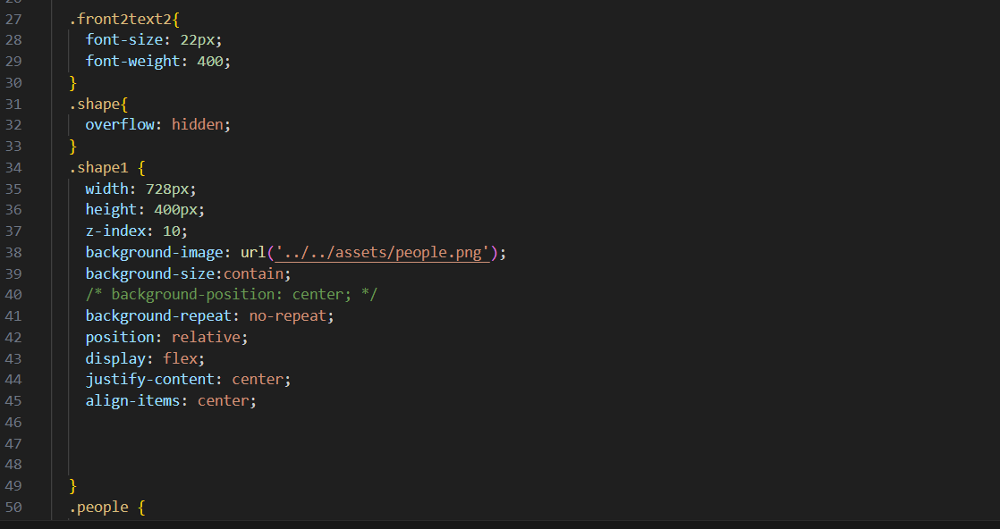 27 .front2text2{
28 font-size: 22px;
29 font-weight: 400;
30 }
31 .shape{
32 overflow: hidden;
33 }
34 .shape1 {
35 width: 728px;
36 height: 400px;
37 z-index: 10;
38 background-image: url('../../assets/people.png');
39 background-size:contain;
40 /* background-position: center; */
41 background-repeat: no-repeat;
42 position: relative;
43 display: flex;
44 justify-content: center;
45 align-items: center;
46
47
48
49 }
50 .people {